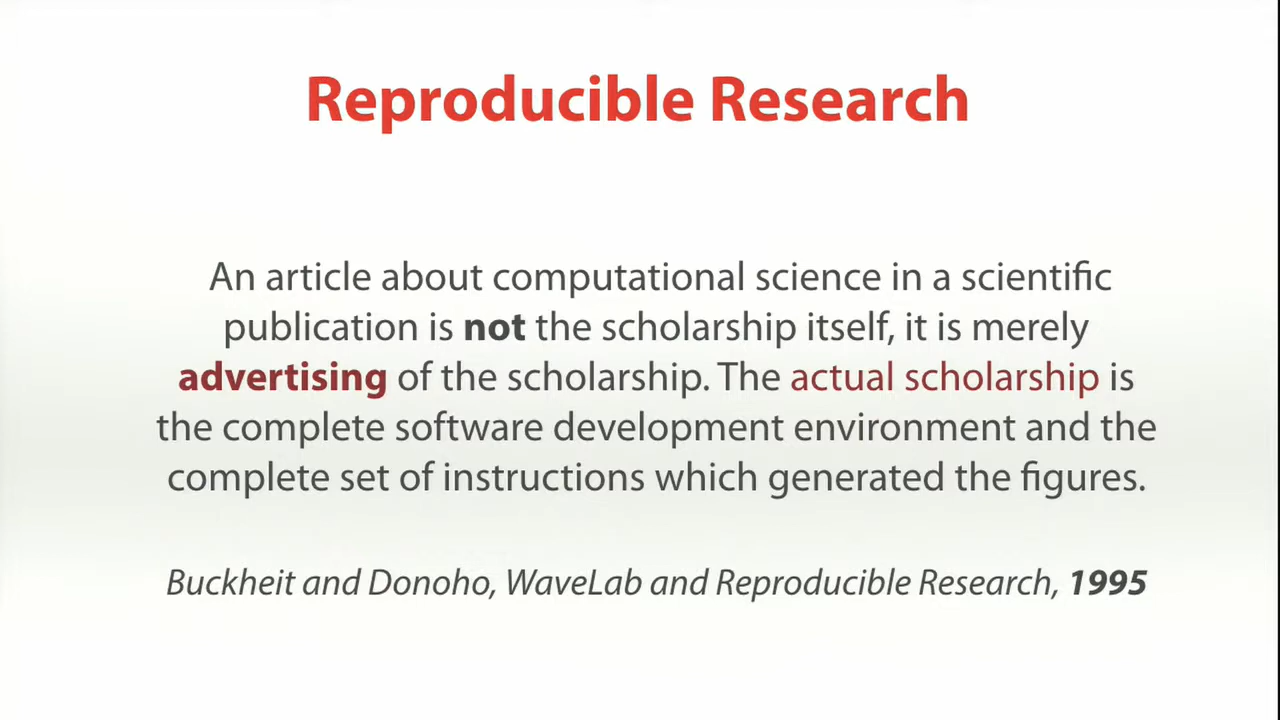 Reproducible Research
An article about computational science in a scientific
publication is not the scholarship itself, it is merely
advertising of the scholarship. The actual scholarship is
the complete software development environment and the
complete set of instructions which generated the figures.
Buckheit and Donoho, WaveLab and Reproducible Research, 1995